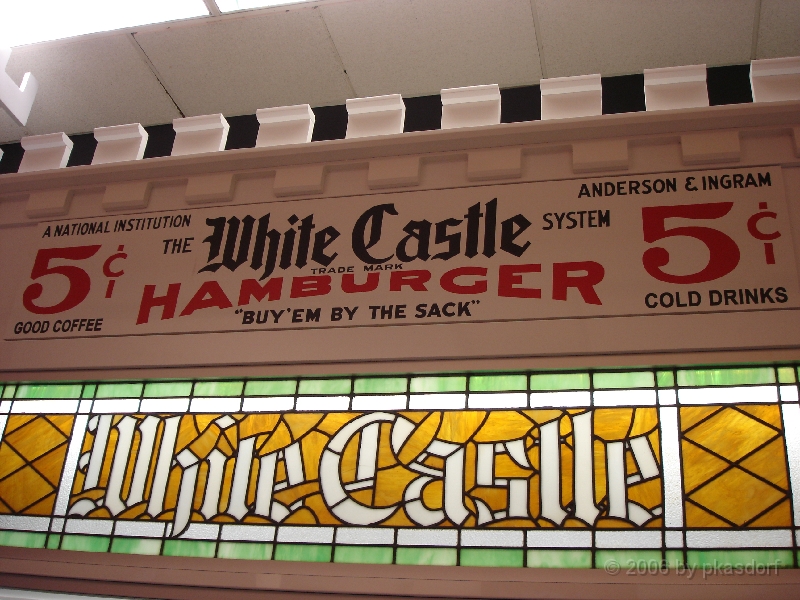 A NATIONAL INSTITUTION
THE White Castle SYSTEM
ANDERSON & INGRAM
TRADE MARK
5¢
HAMBURGER
5¢
GOOD COFFEE
"BUY'EM BY THE SACK"
COLD DRINKS
White Castle
© 2006 by pkasdorf